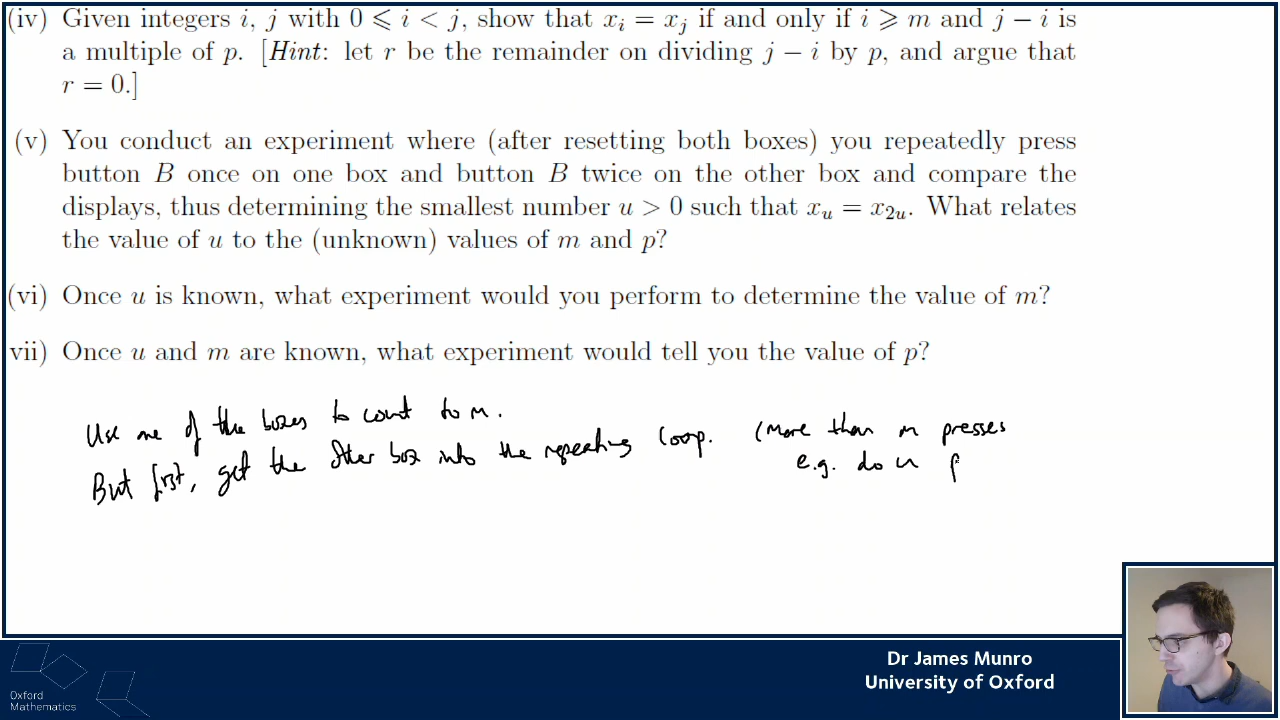 (iv) Given integers i, j with 0 ⩽ i < j, show that xᵢ = xⱼ if and only if i ⩾ m and j − i is
a multiple of p. [Hint: let r be the remainder on dividing j − i by p, and argue that
r = 0.]
(v) You conduct an experiment where (after resetting both boxes) you repeatedly press
button B once on one box and button B twice on the other box and compare the
displays, thus determining the smallest number u > 0 such that xᵤ = x₂ᵤ. What relates
the value of u to the (unknown) values of m and p?
(vi) Once u is known, what experiment would you perform to determine the value of m?
vii) Once u and m are known, what experiment would tell you the value of p?
Use one of the boxes to count to m.
But first, get the other box into the repeating loop. (more than m presses
e.g. do u p
Dr James Munro
University of Oxford
Oxford
Mathematics